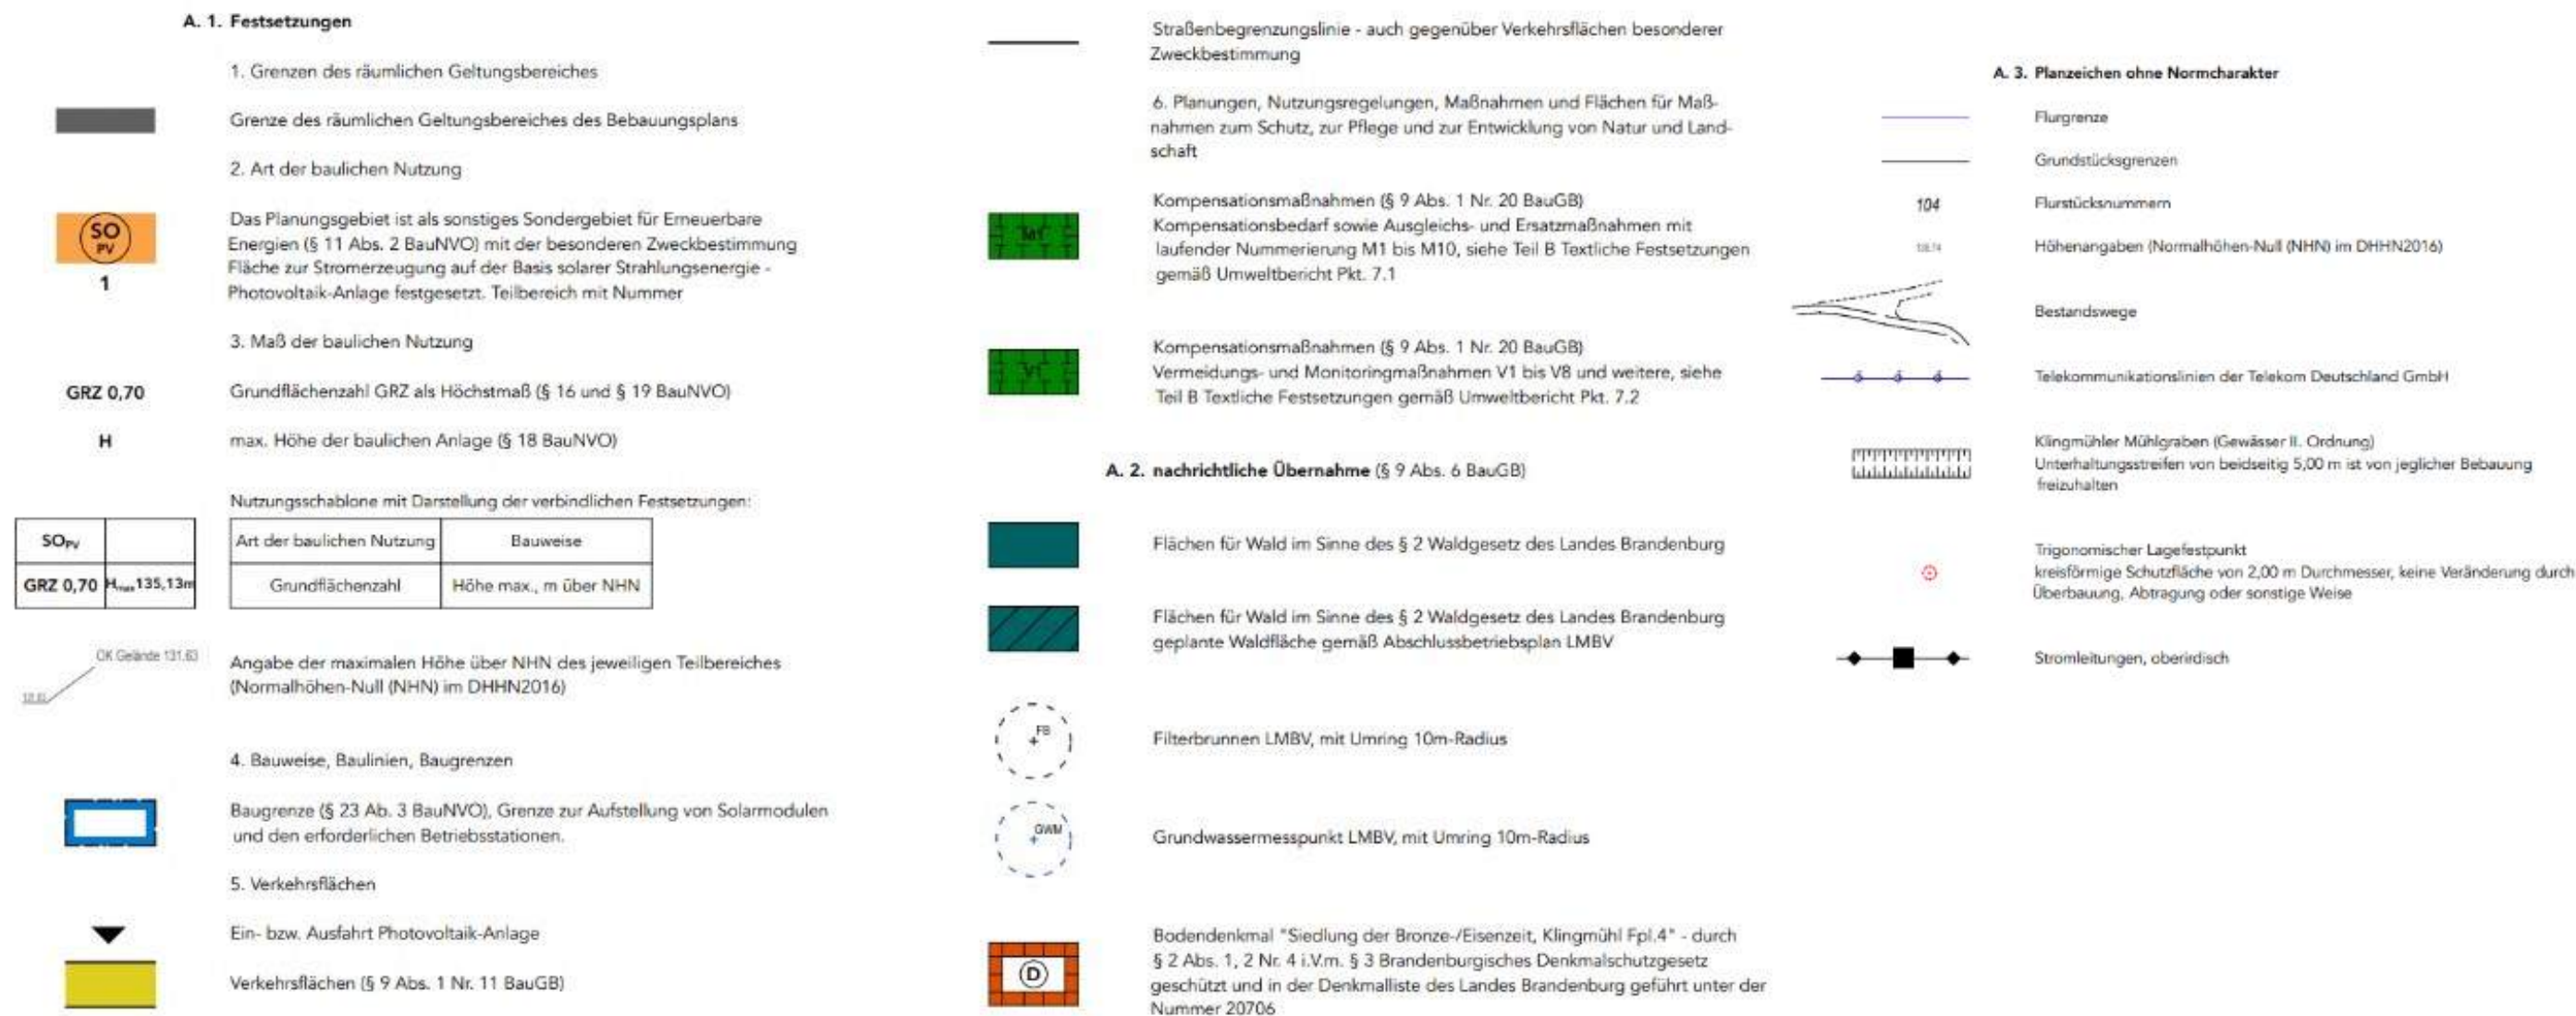 A. 1. Festsetzungen
1. Grenzen des räumlichen Geltungsbereiches
Grenze des räumlichen Geltungsbereiches des Bebauungsplans
2. Art der baulichen Nutzung
SO
PV
1
Das Planungsgebiet ist als sonstiges Sondergebiet für Erneuerbare
Energien (§ 11 Abs. 2 BauNVO) mit der besonderen Zweckbestimmung
Fläche zur Stromerzeugung auf der Basis solarer Strahlungsenergie -
Photovoltaik-Anlage festgesetzt. Teilbereich mit Nummer
3. Maß der baulichen Nutzung
GRZ 0,70 Grundflächenzahl GRZ als Höchstmaß (§ 16 und § 19 BauNVO)
H max. Höhe der baulichen Anlage (§ 18 BauNVO)
Nutzungsschablone mit Darstellung der verbindlichen Festsetzungen:
SOPV
GRZ 0,70 Hmax 135,13m
Art der baulichen Nutzung Bauweise
Grundflächenzahl Höhe max., m über NHN
OK Gelände 131.63
Angabe der maximalen Höhe über NHN des jeweiligen Teilbereiches
(Normalhöhen-Null (NHN) im DHHN2016)
4. Bauweise, Baulinien, Baugrenzen
Baugrenze (§ 23 Ab. 3 BauNVO), Grenze zur Aufstellung von Solarmodulen
und den erforderlichen Betriebsstationen.
5. Verkehrsflächen
Ein- bzw. Ausfahrt Photovoltaik-Anlage
Verkehrsflächen (§ 9 Abs. 1 Nr. 11 BauGB)
Straßenbegrenzungslinie - auch gegenüber Verkehrsflächen besonderer
Zweckbestimmung
6. Planungen, Nutzungsregelungen, Maßnahmen und Flächen für Maß-
nahmen zum Schutz, zur Pflege und zur Entwicklung von Natur und Land-
schaft
M1
Kompensationsmaßnahmen (§ 9 Abs. 1 Nr. 20 BauGB)
Kompensationsbedarf sowie Ausgleichs- und Ersatzmaßnahmen mit
laufender Nummerierung M1 bis M10, siehe Teil B Textliche Festsetzungen
gemäß Umweltbericht Pkt. 7.1
V1
Kompensationsmaßnahmen (§ 9 Abs. 1 Nr. 20 BauGB)
Vermeidungs- und Monitoringmaßnahmen V1 bis V8 und weitere, siehe
Teil B Textliche Festsetzungen gemäß Umweltbericht Pkt. 7.2
A. 2. nachrichtliche Übernahme (§ 9 Abs. 6 BauGB)
Flächen für Wald im Sinne des § 2 Waldgesetz des Landes Brandenburg
Flächen für Wald im Sinne des § 2 Waldgesetz des Landes Brandenburg
geplante Waldfläche gemäß Abschlussbetriebsplan LMBV
FB
Filterbrunnen LMBV, mit Umring 10m-Radius
GWM
Grundwassermesspunkt LMBV, mit Umring 10m-Radius
D
Bodendenkmal "Siedlung der Bronze-/Eisenzeit, Klingmühl Fpl.4" - durch
§ 2 Abs. 1, 2 Nr. 4 i.V.m. § 3 Brandenburgisches Denkmalschutzgesetz
geschützt und in der Denkmalliste des Landes Brandenburg geführt unter der
Nummer 20706
A. 3. Planzeichen ohne Normcharakter
Flurgrenze
Grundstücksgrenzen
104 Flurstücksnummern
Höhenangaben (Normalhöhen-Null (NHN) im DHHN2016)
Bestandswege
Telekommunikationslinien der Telekom Deutschland GmbH
Klingmühler Mühlgraben (Gewässer II. Ordnung)
Unterhaltungsstreifen von beidseitig 5,00 m ist von jeglicher Bebauung
freizuhalten
Trigonomischer Lagefestpunkt
kreisförmige Schutzfläche von 2,00 m Durchmesser, keine Veränderung durch
Überbauung, Abtragung oder sonstige Weise
Stromleitungen, oberirdisch